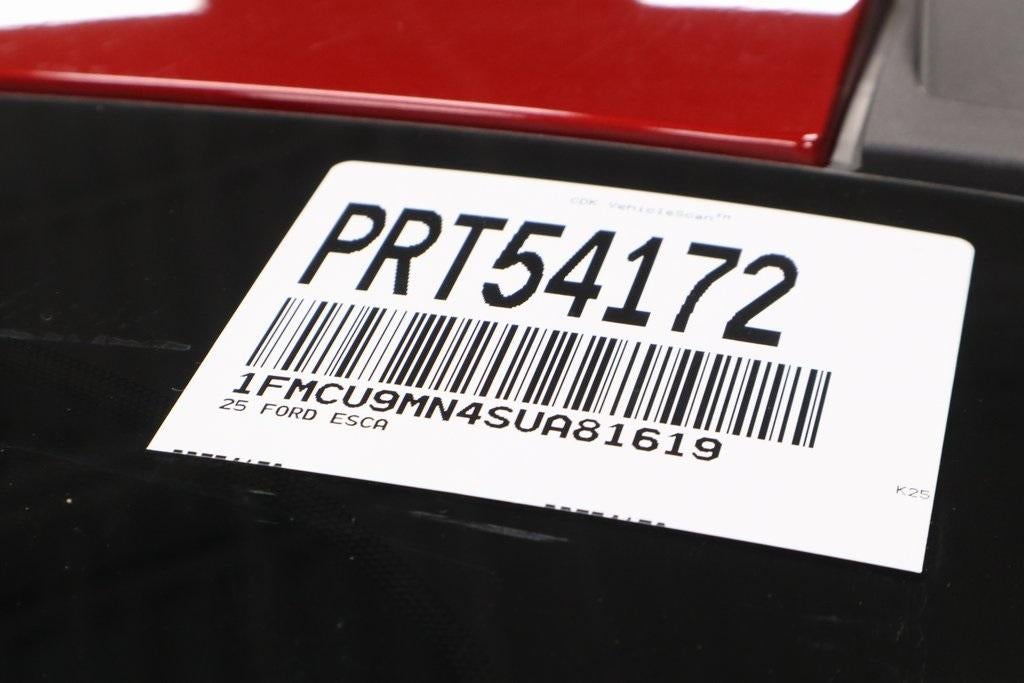 CDK VehicleScan™
PRT54172
1FMCU9MN4SUA81619
25 FORD ESCA
K25